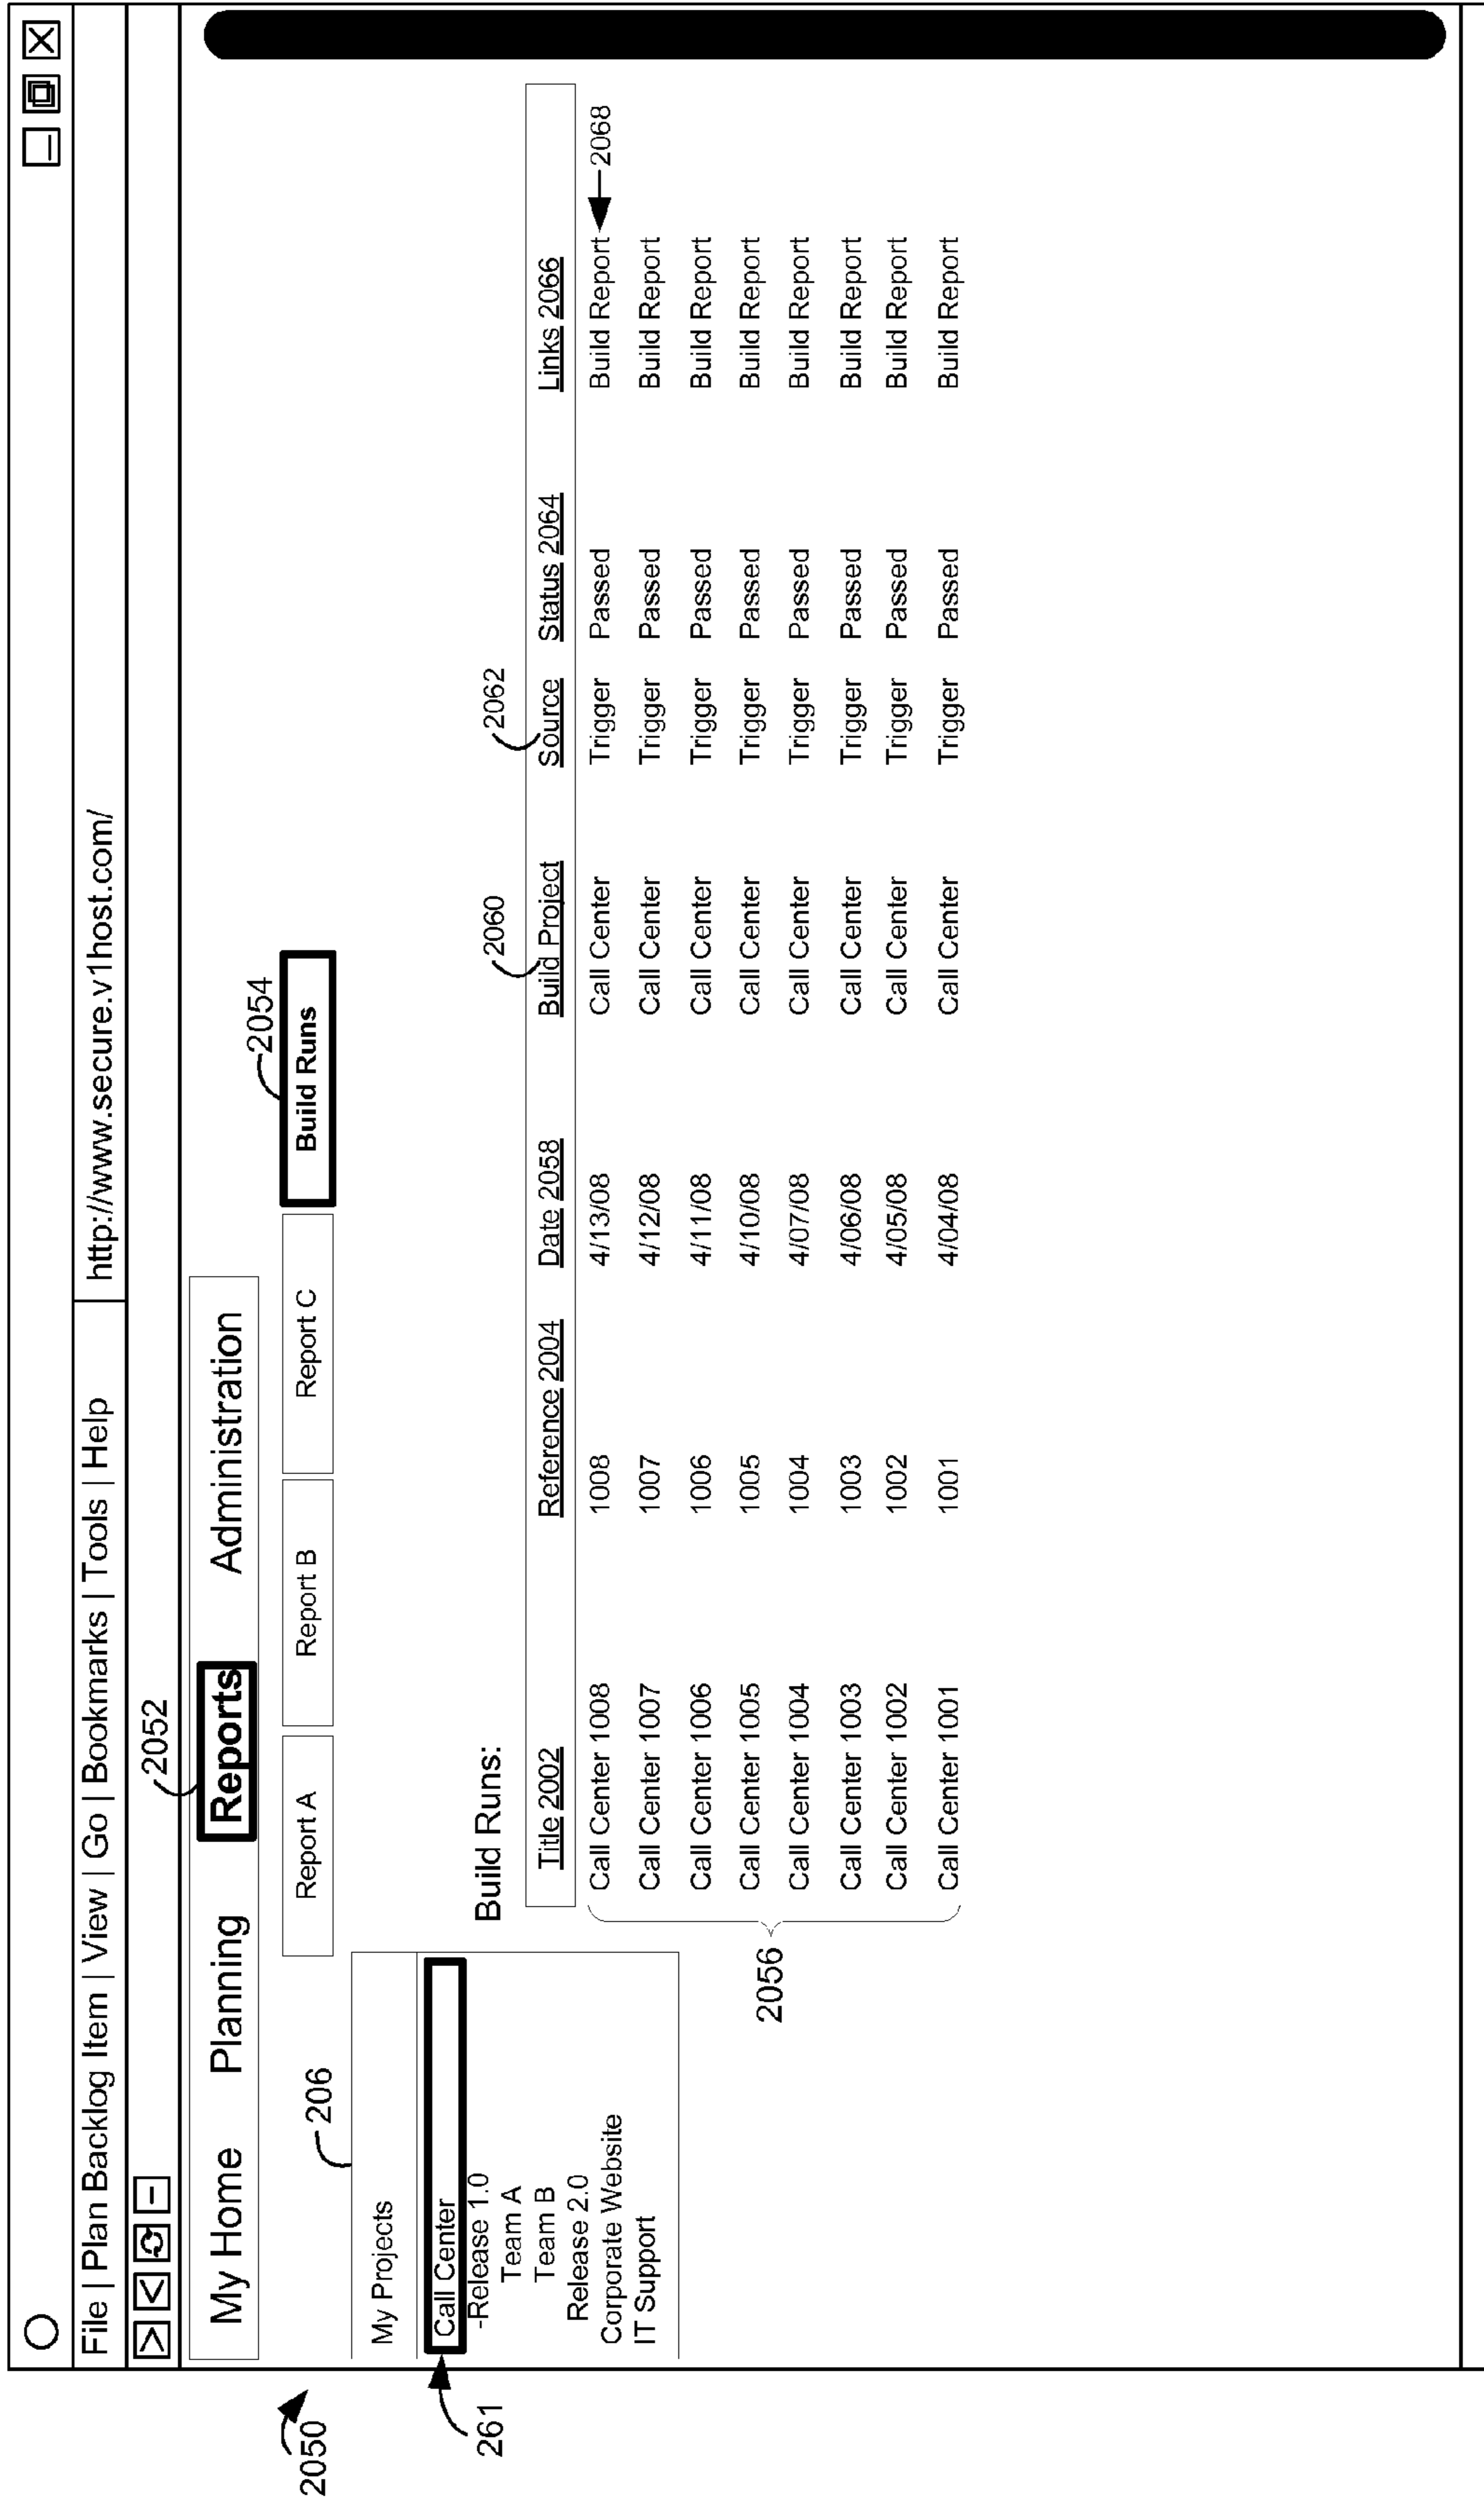 File | Plan Backlog Item | View | Go | Bookmarks | Tools | Help http://www.secure.v1host.com/
2052
My Home Planning Reports Administration
2054
2050
206
Report A Report B Report C Build Runs
My Projects
261
Call Center
-Release 1.0
Team A
Team B
Release 2.0
Corporate Website
IT Support
Build Runs:
2060 2062
Title 2002 Reference 2004 Date 2058 Build Project Source Status 2064 Links 2066
Call Center 1008 1008 4/13/08 Call Center Trigger Passed Build Report 2068
Call Center 1007 1007 4/12/08 Call Center Trigger Passed Build Report
Call Center 1006 1006 4/11/08 Call Center Trigger Passed Build Report
Call Center 1005 1005 4/10/08 Call Center Trigger Passed Build Report
Call Center 1004 1004 4/07/08 Call Center Trigger Passed Build Report
Call Center 1003 1003 4/06/08 Call Center Trigger Passed Build Report
Call Center 1002 1002 4/05/08 Call Center Trigger Passed Build Report
Call Center 1001 1001 4/04/08 Call Center Trigger Passed Build Report
2056